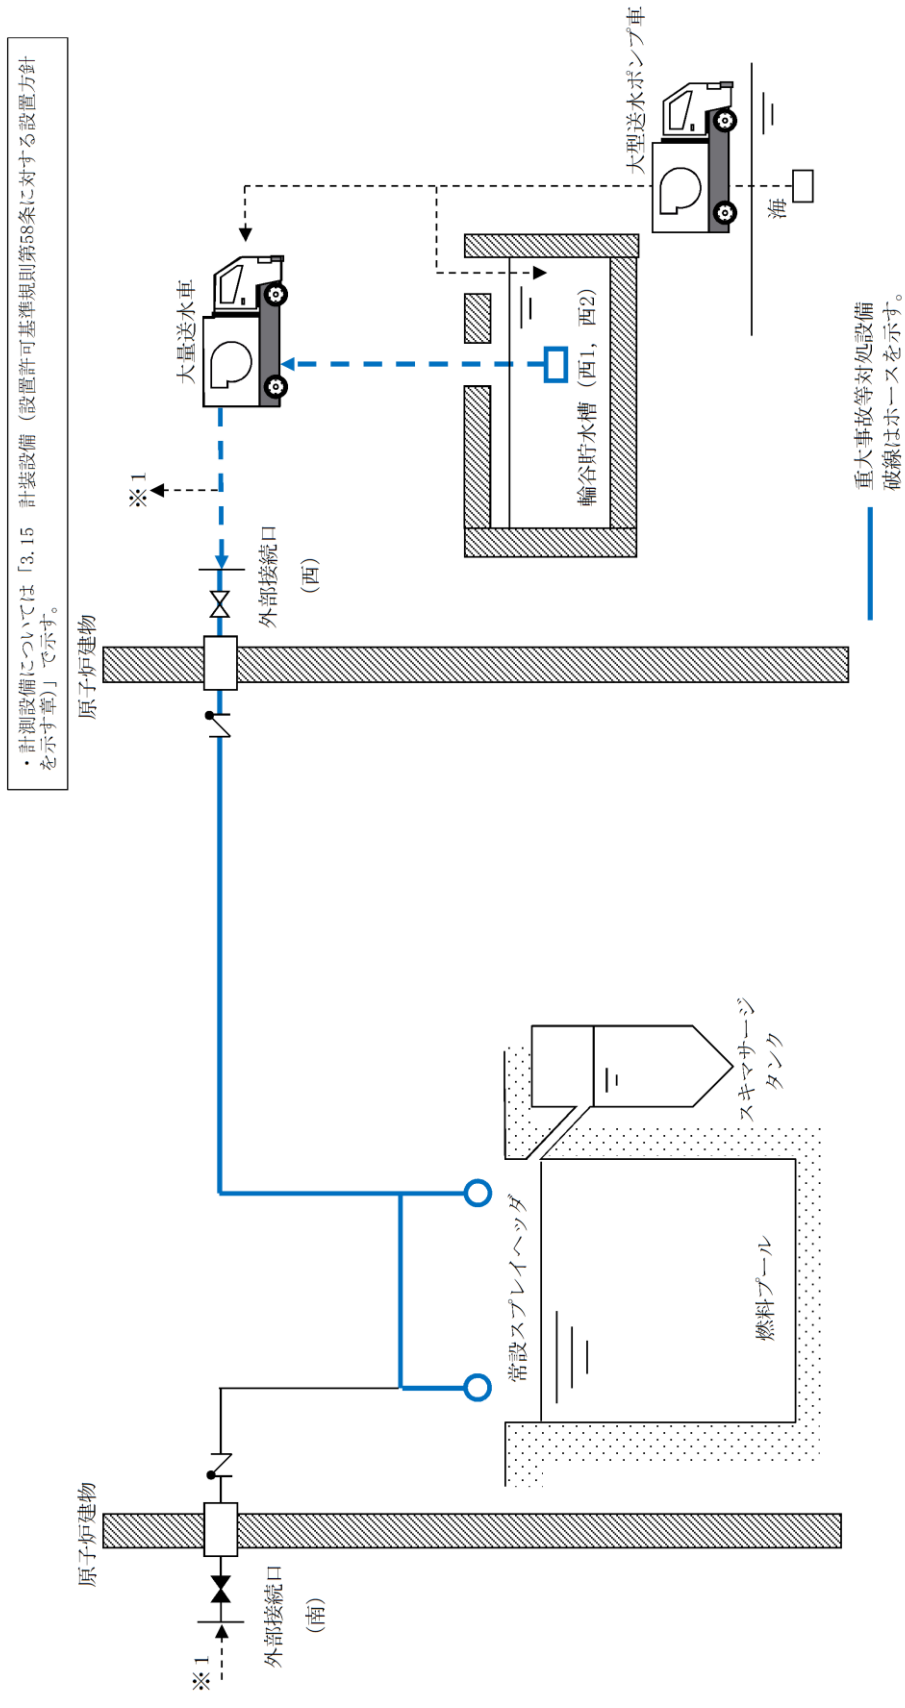 ・計測設備については「3.15　計装設備（設置許可基準規則第58条に対する設置方針
を示す章）」で示す。
※1
外部接続口
(南)
原子炉建物
常設スプレイヘッダ
燃料プール
スキマサージ
タンク
原子炉建物
外部接続口
(西)
※1
大量送水車
輪谷貯水槽（西1，西2）
大型送水ポンプ車
海
重大事故等対処設備
破線はホースを示す。